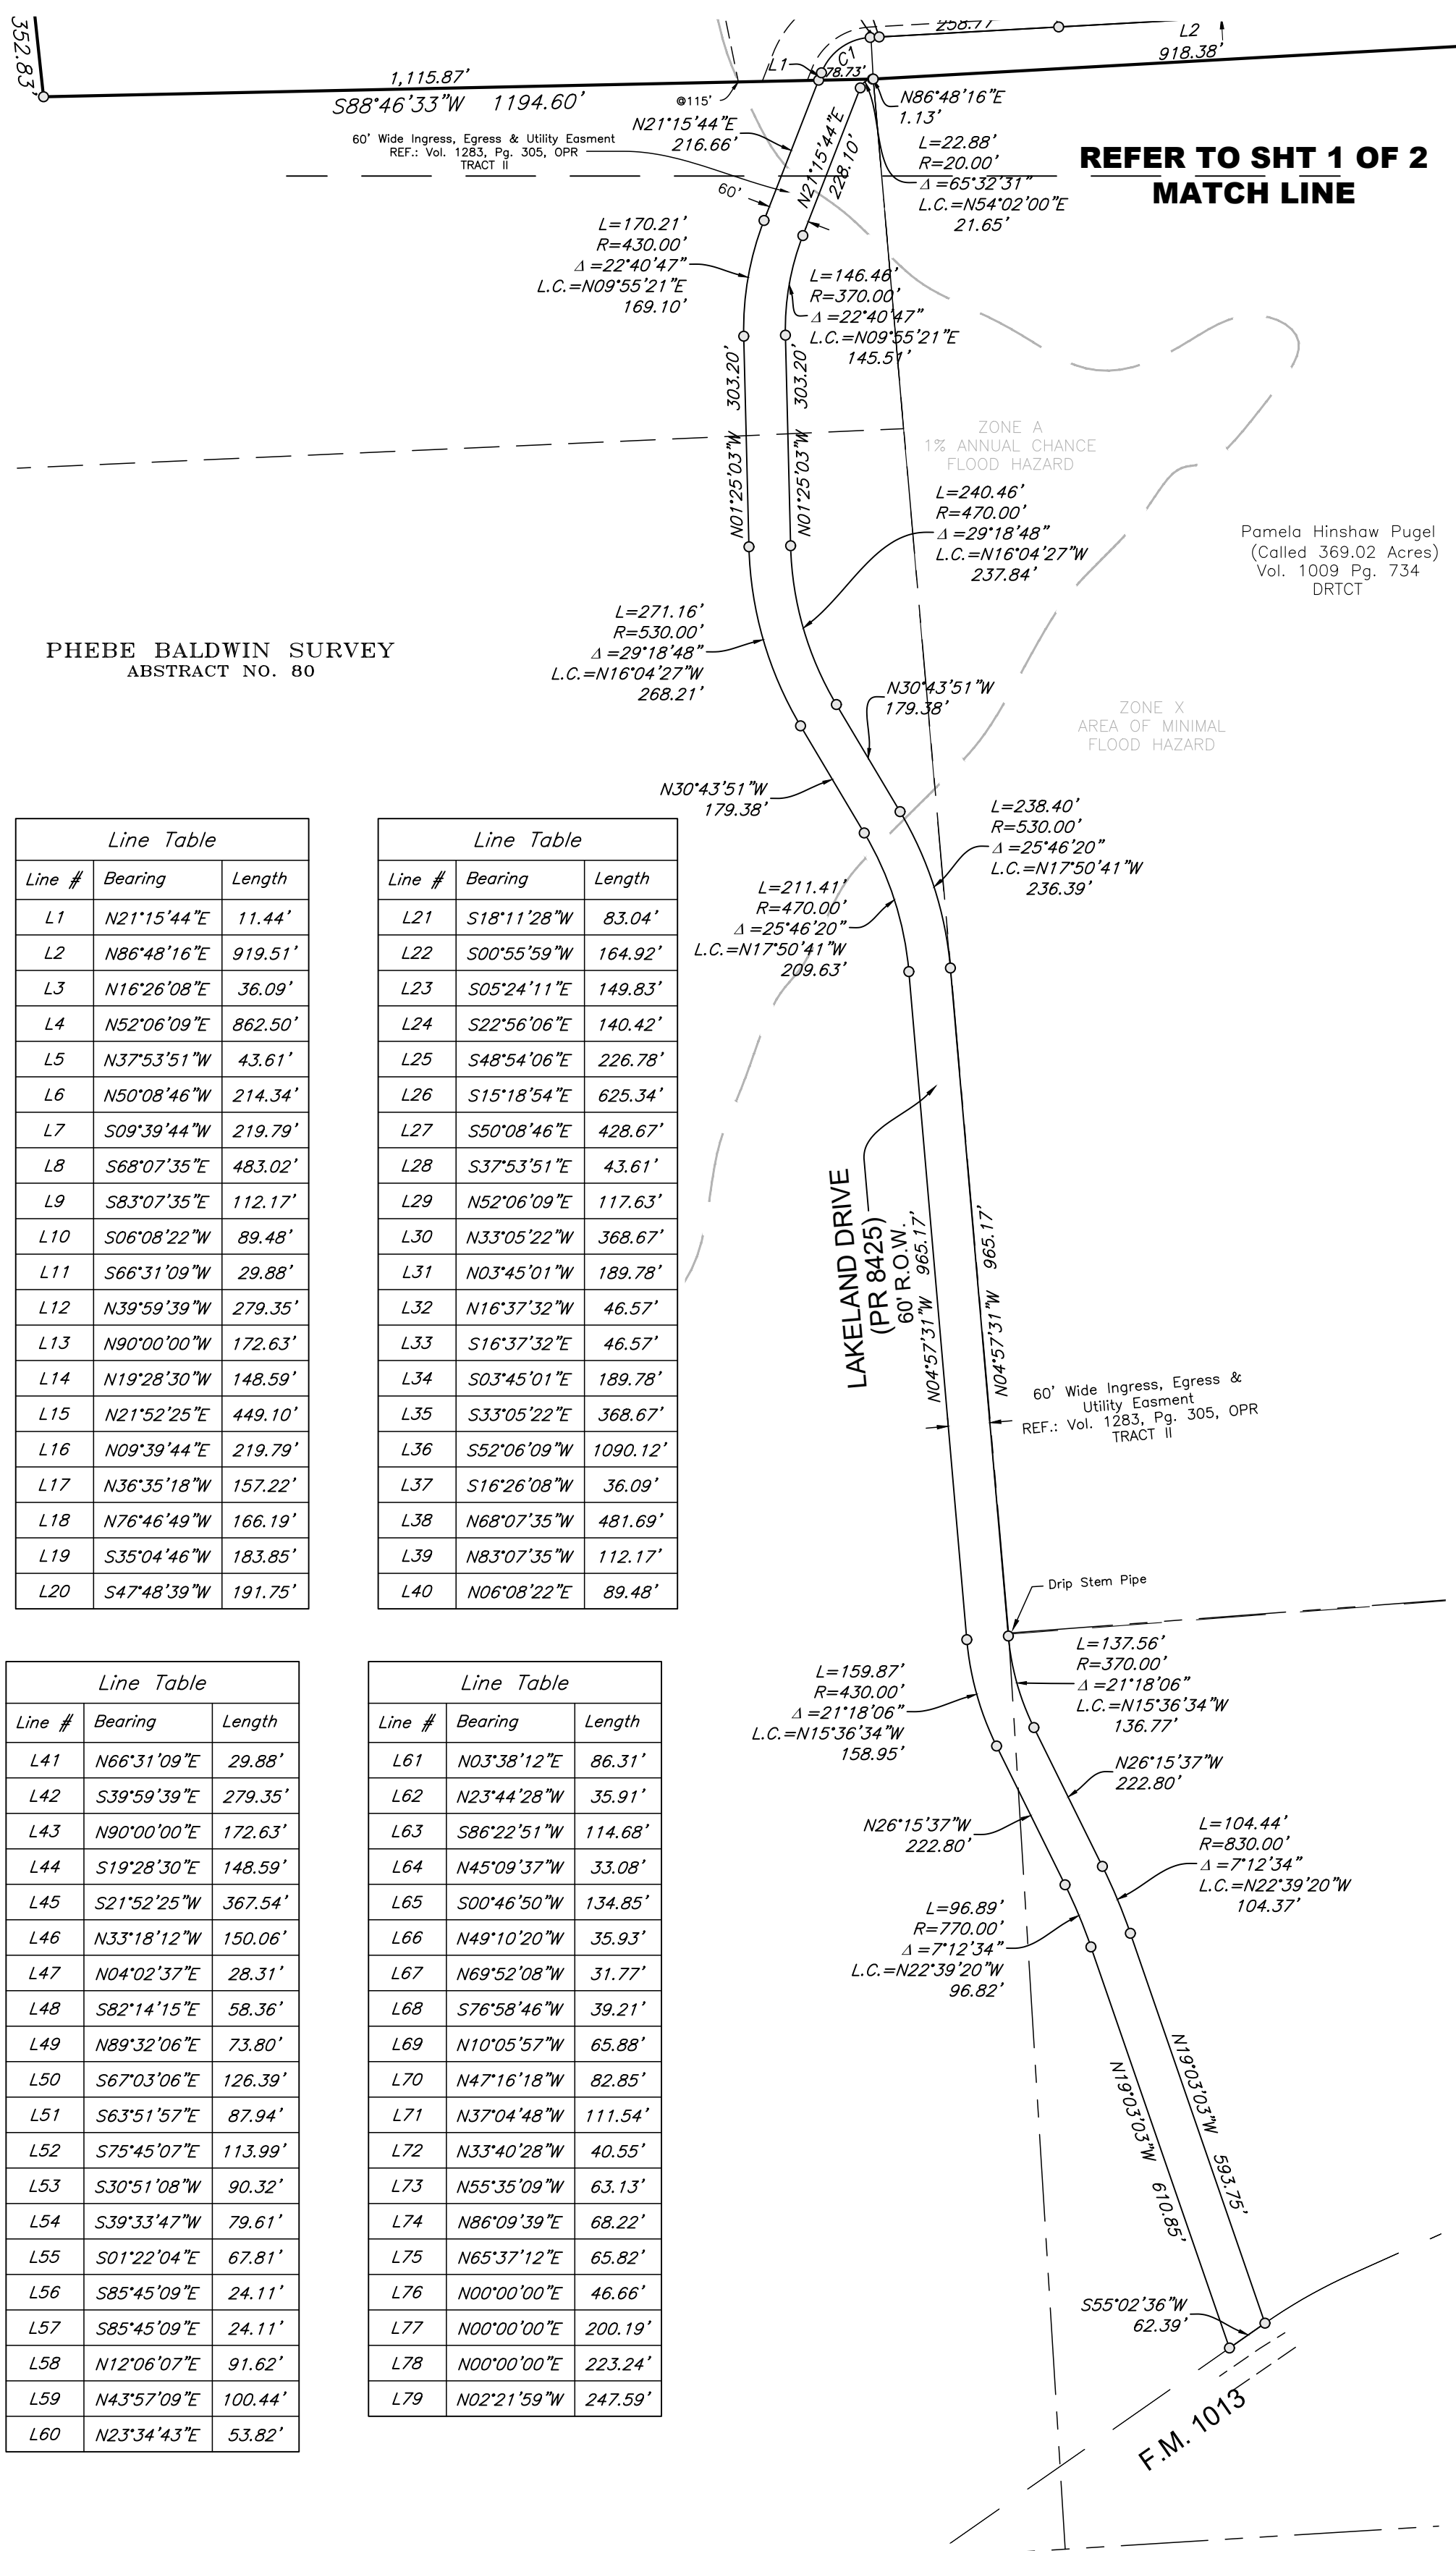 352.83'
1,115.87'
S88°46'33"W 1194.60'
@115'
L1
C1
78.73'
258.77'
L2
918.38'
N86°48'16"E
1.13'
N21°15'44"E
216.66'
60' Wide Ingress, Egress & Utility Easment
REF.: Vol. 1283, Pg. 305, OPR
TRACT II
60'
N21°15'44"E
228.10'
L=22.88'
R=20.00'
Δ=65°32'31"
L.C.=N54°02'00"E
21.65'
REFER TO SHT 1 OF 2
MATCH LINE
L=170.21'
R=430.00'
Δ=22°40'47"
L.C.=N09°55'21"E
169.10'
L=146.46'
R=370.00'
Δ=22°40'47"
L.C.=N09°55'21"E
145.51'
N01°25'03"W 303.20'
N01°25'03"W 303.20'
ZONE A
1% ANNUAL CHANCE
FLOOD HAZARD
L=240.46'
R=470.00'
Δ=29°18'48"
L.C.=N16°04'27"W
237.84'
Pamela Hinshaw Pugel
(Called 369.02 Acres)
Vol. 1009 Pg. 734
DRTCT
L=271.16'
R=530.00'
Δ=29°18'48"
L.C.=N16°04'27"W
268.21'
PHEBE BALDWIN SURVEY
ABSTRACT NO. 80
N30°43'51"W
179.38'
ZONE X
AREA OF MINIMAL
FLOOD HAZARD
N30°43'51"W
179.38'
L=238.40'
R=530.00'
Δ=25°46'20"
L.C.=N17°50'41"W
236.39'
L=211.41'
R=470.00'
Δ=25°46'20"
L.C.=N17°50'41"W
209.63'
Line Table
Line # Bearing Length
L1 N21°15'44"E 11.44'
L2 N86°48'16"E 919.51'
L3 N16°26'08"E 36.09'
L4 N52°06'09"E 862.50'
L5 N37°53'51"W 43.61'
L6 N50°08'46"W 214.34'
L7 S09°39'44"W 219.79'
L8 S68°07'35"E 483.02'
L9 S83°07'35"E 112.17'
L10 S06°08'22"W 89.48'
L11 S66°31'09"W 29.88'
L12 N39°59'39"W 279.35'
L13 N90°00'00"W 172.63'
L14 N19°28'30"W 148.59'
L15 N21°52'25"E 449.10'
L16 N09°39'44"E 219.79'
L17 N36°35'18"W 157.22'
L18 N76°46'49"W 166.19'
L19 S35°04'46"W 183.85'
L20 S47°48'39"W 191.75'
Line Table
Line # Bearing Length
L21 S18°11'28"W 83.04'
L22 S00°55'59"W 164.92'
L23 S05°24'11"E 149.83'
L24 S22°56'06"E 140.42'
L25 S48°54'06"E 226.78'
L26 S15°18'54"E 625.34'
L27 S50°08'46"E 428.67'
L28 S37°53'51"E 43.61'
L29 N52°06'09"E 117.63'
L30 N33°05'22"W 368.67'
L31 N03°45'01"W 189.78'
L32 N16°37'32"W 46.57'
L33 S16°37'32"E 46.57'
L34 S03°45'01"E 189.78'
L35 S33°05'22"E 368.67'
L36 S52°06'09"W 1090.12'
L37 S16°26'08"W 36.09'
L38 N68°07'35"W 481.69'
L39 N83°07'35"W 112.17'
L40 N06°08'22"E 89.48'
LAKELAND DRIVE
(PR 8425)
60' R.O.W.
N04°57'31"W 965.17'
N04°57'31"W 965.17'
60' Wide Ingress, Egress &
Utility Easment
REF.: Vol. 1283, Pg. 305, OPR
TRACT II
Drip Stem Pipe
L=159.87'
R=430.00'
Δ=21°18'06"
L.C.=N15°36'34"W
158.95'
L=137.56'
R=370.00'
Δ=21°18'06"
L.C.=N15°36'34"W
136.77'
N26°15'37"W
222.80'
N26°15'37"W
222.80'
L=104.44'
R=830.00'
Δ=7°12'34"
L.C.=N22°39'20"W
104.37'
L=96.89'
R=770.00'
Δ=7°12'34"
L.C.=N22°39'20"W
96.82'
Line Table
Line # Bearing Length
L41 N66°31'09"E 29.88'
L42 S39°59'39"E 279.35'
L43 N90°00'00"E 172.63'
L44 S19°28'30"E 148.59'
L45 S21°52'25"W 367.54'
L46 N33°18'12"W 150.06'
L47 N04°02'37"E 28.31'
L48 S82°14'15"E 58.36'
L49 N89°32'06"E 73.80'
L50 S67°03'06"E 126.39'
L51 S63°51'57"E 87.94'
L52 S75°45'07"E 113.99'
L53 S30°51'08"W 90.32'
L54 S39°33'47"W 79.61'
L55 S01°22'04"E 67.81'
L56 S85°45'09"E 24.11'
L57 S85°45'09"E 24.11'
L58 N12°06'07"E 91.62'
L59 N43°57'09"E 100.44'
L60 N23°34'43"E 53.82'
Line Table
Line # Bearing Length
L61 N03°38'12"E 86.31'
L62 N23°44'28"W 35.91'
L63 S86°22'51"W 114.68'
L64 N45°09'37"W 33.08'
L65 S00°46'50"W 134.85'
L66 N49°10'20"W 35.93'
L67 N69°52'08"W 31.77'
L68 S76°58'46"W 39.21'
L69 N10°05'57"W 65.88'
L70 N47°16'18"W 82.85'
L71 N37°04'48"W 111.54'
L72 N33°40'28"W 40.55'
L73 N55°35'09"W 63.13'
L74 N86°09'39"E 68.22'
L75 N65°37'12"E 65.82'
L76 N00°00'00"E 46.66'
L77 N00°00'00"E 200.19'
L78 N00°00'00"E 223.24'
L79 N02°21'59"W 247.59'
N19°03'03"W 593.75'
N19°03'03"W 610.85'
S55°02'36"W
62.39'
F.M. 1013